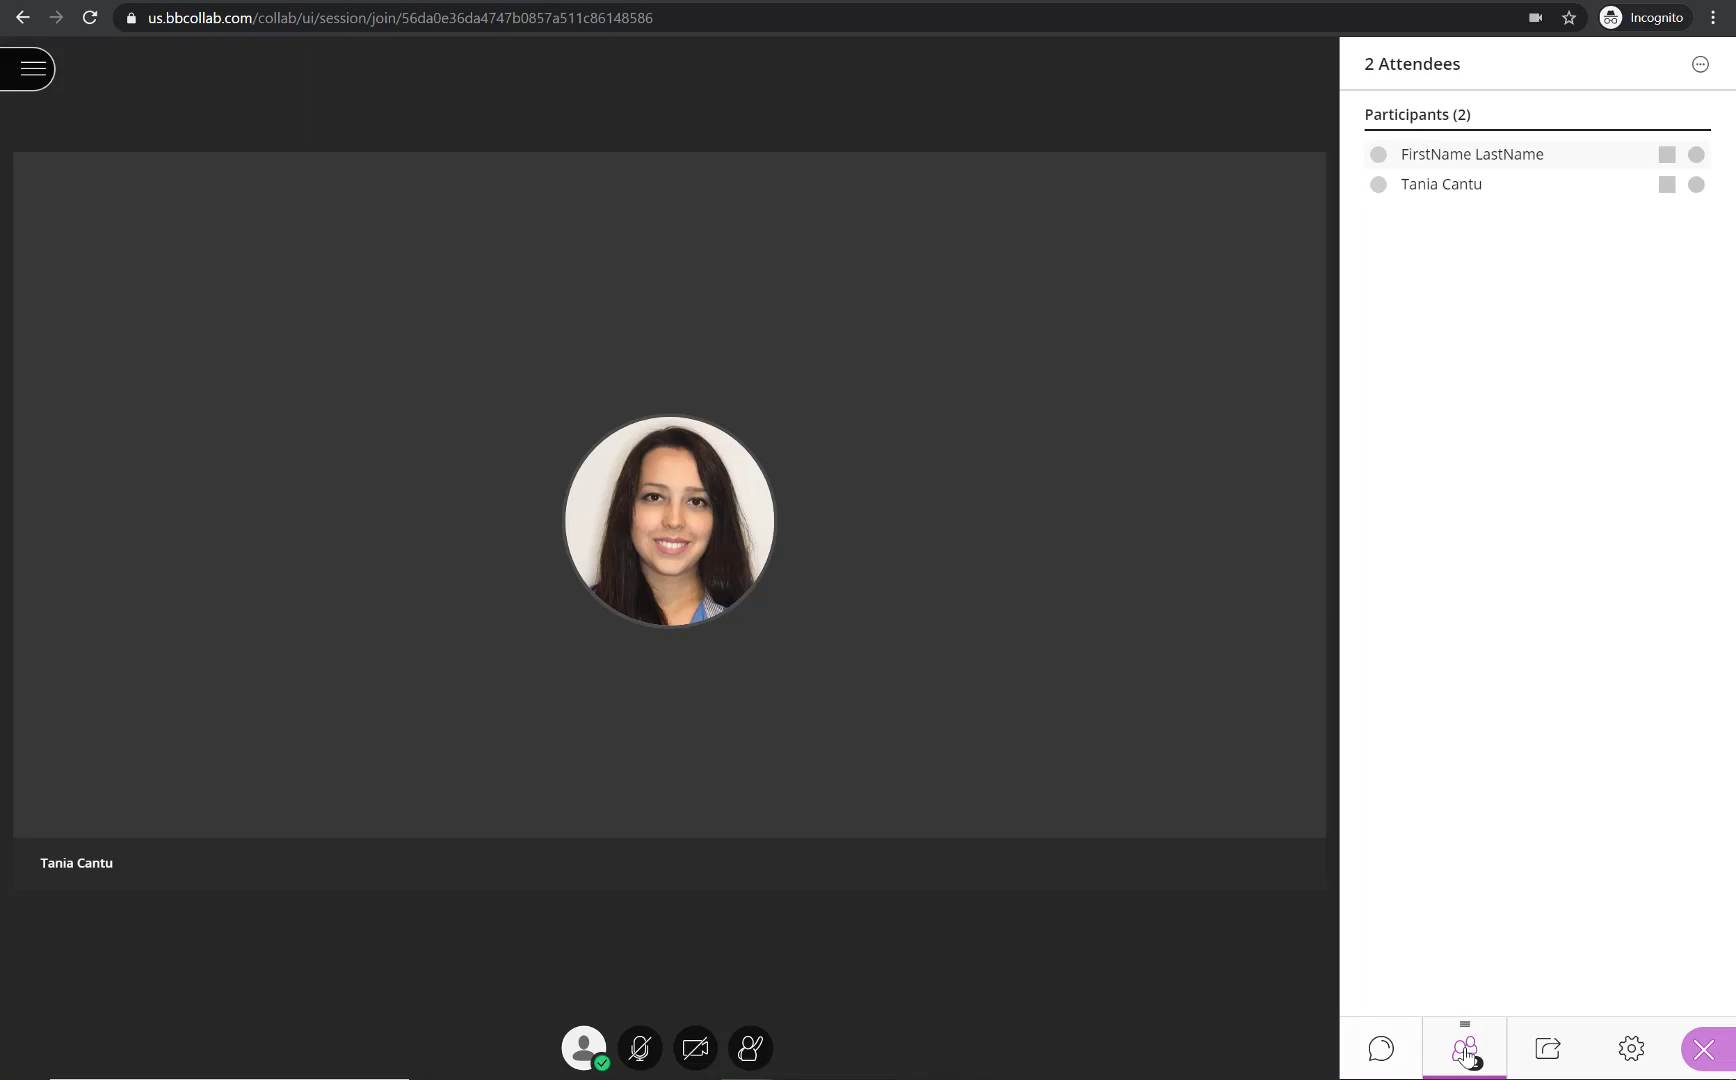 us.bbcollab.com/collab/ui/session/join/56da0e36da4747b0857a511c86148586
Incognito
2 Attendees
Participants (2)
FirstName LastName
Tania Cantu
Tania Cantu